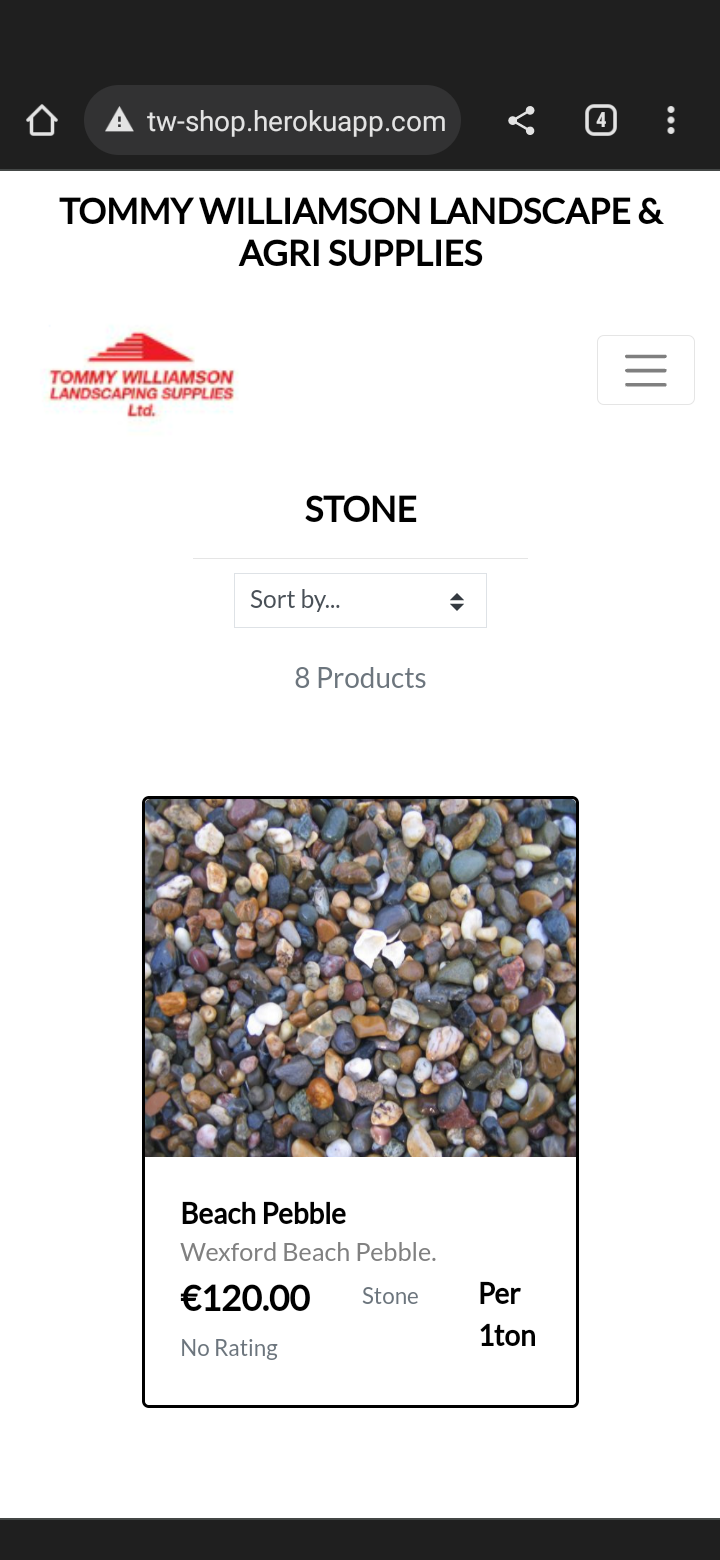 tw-shop.herokuapp.com
4
TOMMY WILLIAMSON LANDSCAPE &
AGRI SUPPLIES
TOMMY WILLIAMSON
LANDSCAPING SUPPLIES
Ltd.
STONE
Sort by...
8 Products
Beach Pebble
Wexford Beach Pebble.
€120.00
Stone
Per
1ton
No Rating